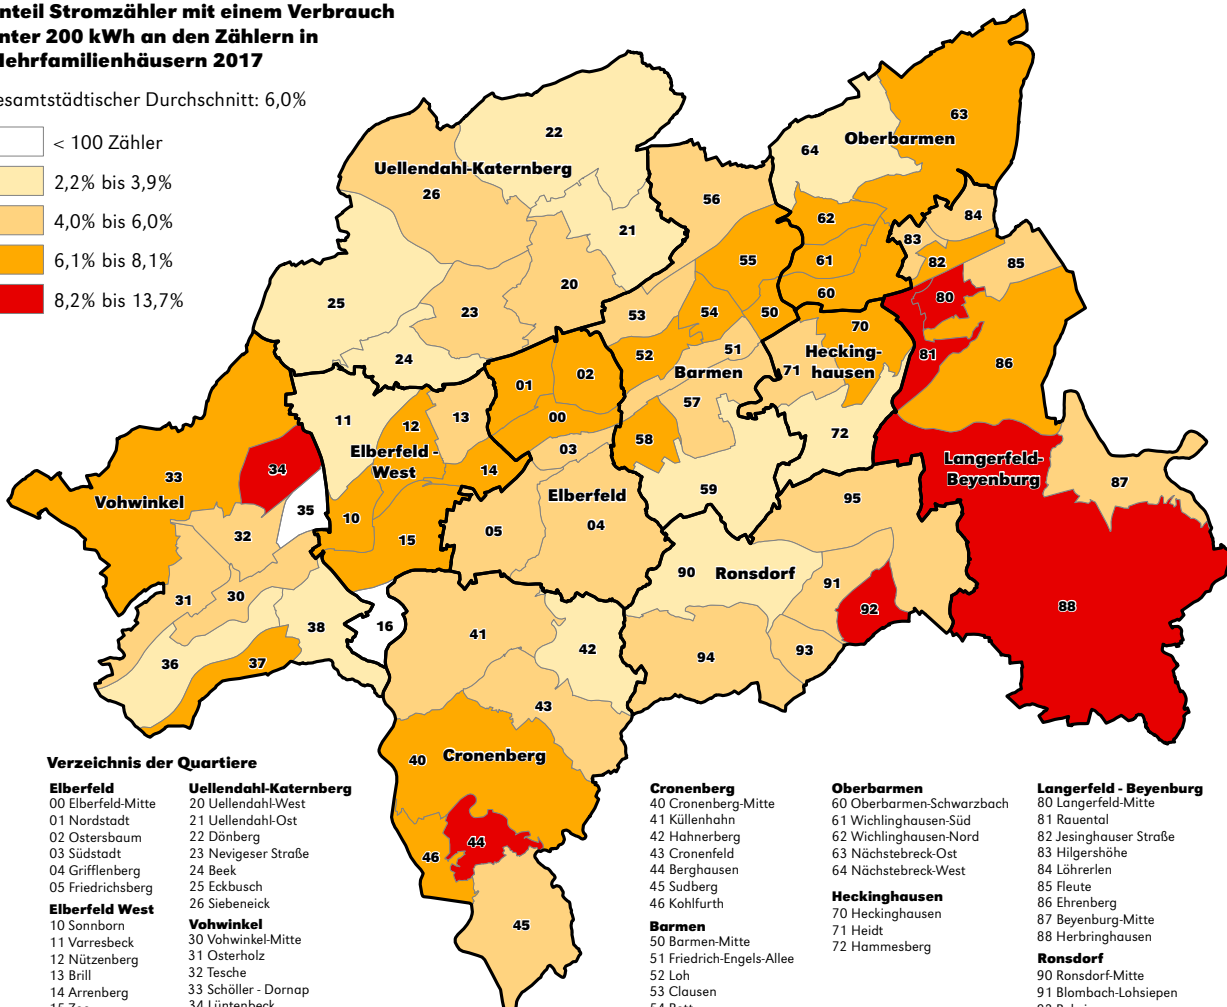 nteil Stromzähler mit einem Verbrauch
nter 200 kWh an den Zählern in
ehrfamilienhäusern 2017
esamtstädtischer Durchschnitt: 6,0%
< 100 Zähler
2,2% bis 3,9%
4,0% bis 6,0%
6,1% bis 8,1%
8,2% bis 13,7%
63
22
Oberbarmen
64
Uellendahl-Katernberg
26
56
84
62
21
83
55
61
82
85
20
60
80
25
23
53
54
50
70
51
Hecking-
52
81
24
86
71
hausen
Barmen
02
01
57
00
13
11
12
72
58
03
Elberfeld -
West
34
14
Langerfeld-
Beyenburg
33
87
59
Elberfeld
Vohwinkel
95
35
10
04
05
32
15
90
Ronsdorf
91
30
31
88
92
16
38
41
42
93
94
36
37
43
40
Cronenberg
44
46
45
Verzeichnis der Quartiere
Elberfeld
00 Elberfeld-Mitte
01 Nordstadt
02 Ostersbaum
03 Südstadt
04 Grifflenberg
05 Friedrichsberg
Elberfeld West
10 Sonnborn
11 Varresbeck
12 Nützenberg
13 Brill
14 Arrenberg
15 Zoo
Uellendahl-Katernberg
20 Uellendahl-West
21 Uellendahl-Ost
22 Dönberg
23 Nevigeser Straße
24 Beek
25 Eckbusch
26 Siebeneick
Vohwinkel
30 Vohwinkel-Mitte
31 Osterholz
32 Tesche
33 Schöller - Dornap
34 Lüntenbeck
Cronenberg
40 Cronenberg-Mitte
41 Küllenhahn
42 Hahnerberg
43 Cronenfeld
44 Berghausen
45 Sudberg
46 Kohlfurth
Barmen
50 Barmen-Mitte
51 Friedrich-Engels-Allee
52 Loh
53 Clausen
54 Rott
Oberbarmen
60 Oberbarmen-Schwarzbach
61 Wichlinghausen-Süd
62 Wichlinghausen-Nord
63 Nächstebreck-Ost
64 Nächstebreck-West
Heckinghausen
70 Heckinghausen
71 Heidt
72 Hammesberg
Langerfeld - Beyenburg
80 Langerfeld-Mitte
81 Rauental
82 Jesinghauser Straße
83 Hilgershöhe
84 Löhrerlen
85 Fleute
86 Ehrenberg
87 Beyenburg-Mitte
88 Herbringhausen
Ronsdorf
90 Ronsdorf-Mitte
91 Blombach-Lohsiepen